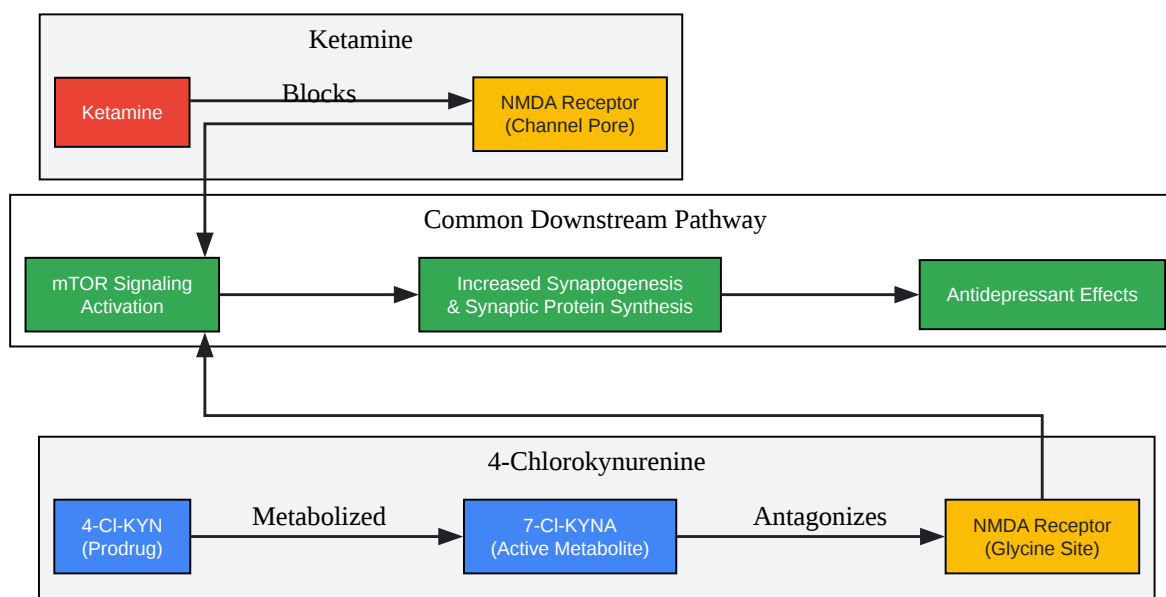 Ketamine
Ketamine
Blocks
NMDA Receptor
(Channel Pore)
Common Downstream Pathway
mTOR Signaling
Activation
Increased Synaptogenesis
& Synaptic Protein Synthesis
Antidepressant Effects
4-Chlorokynurenine
4-Cl-KYN
(Prodrug)
Metabolized
7-Cl-KYNA
(Active Metabolite)
Antagonizes
NMDA Receptor
(Glycine Site)